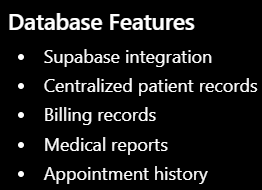 Database Features
• Supabase integration
• Centralized patient records
• Billing records
• Medical reports
• Appointment history